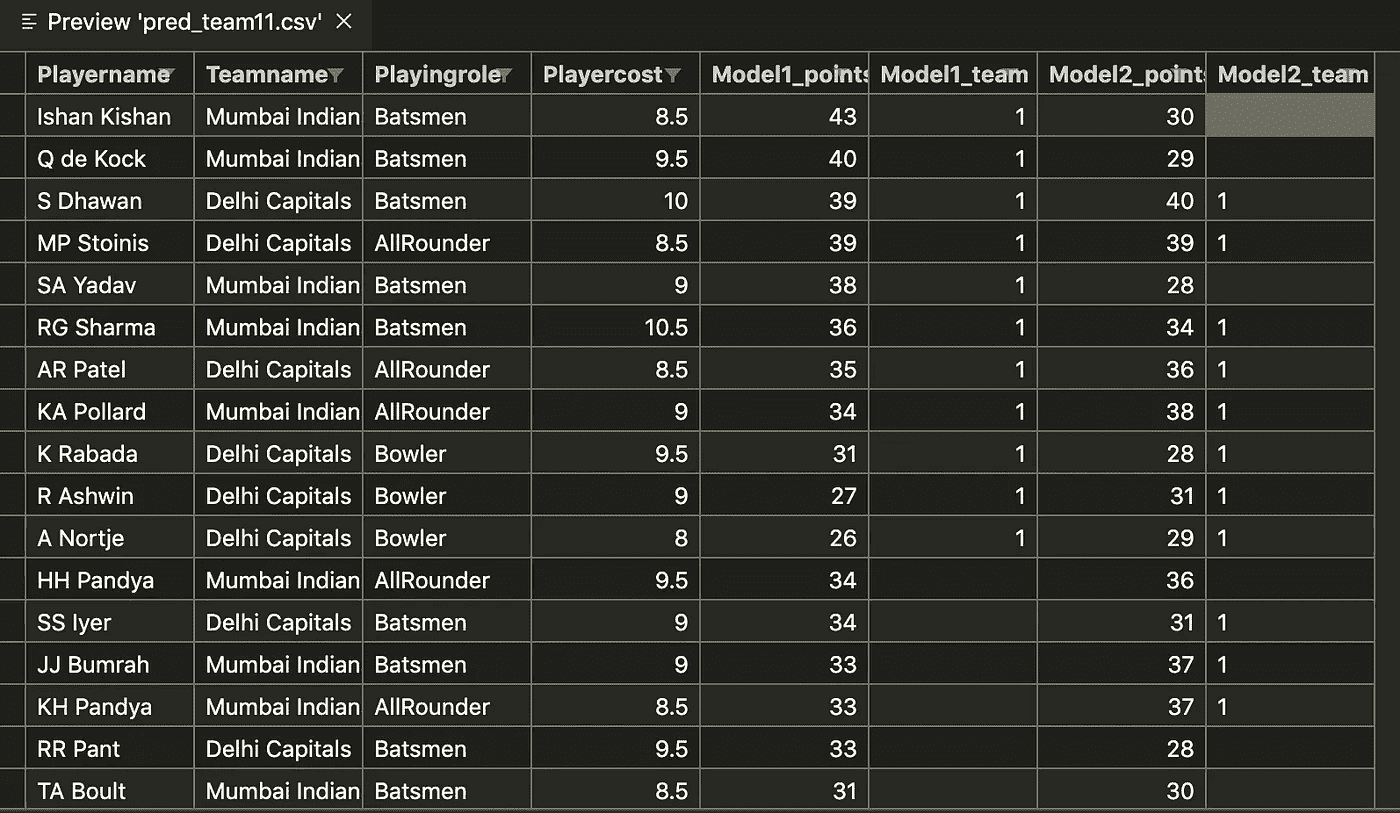 Preview 'pred_team11.csv'
Playername Teamname Playingrole Playercost Model1_points Model1_team Model2_points Model2_team
Ishan Kishan Mumbai Indian Batsmen 8.5 43 1 30
Q de Kock Mumbai Indian Batsmen 9.5 40 1 29
S Dhawan Delhi Capitals Batsmen 10 39 1 40 1
MP Stoinis Delhi Capitals AllRounder 8.5 39 1 39 1
SA Yadav Mumbai Indian Batsmen 9 38 1 28
RG Sharma Mumbai Indian Batsmen 10.5 36 1 34 1
AR Patel Delhi Capitals AllRounder 8.5 35 1 36 1
KA Pollard Mumbai Indian AllRounder 9 34 1 38 1
K Rabada Delhi Capitals Bowler 9.5 31 1 28 1
R Ashwin Delhi Capitals Bowler 9 27 1 31 1
A Nortje Delhi Capitals Bowler 8 26 1 29 1
HH Pandya Mumbai Indian AllRounder 9.5 34 36
SS Iyer Delhi Capitals Batsmen 9 34 31 1
JJ Bumrah Mumbai Indian Batsmen 9 33 37 1
KH Pandya Mumbai Indian AllRounder 8.5 33 37 1
RR Pant Delhi Capitals Batsmen 9.5 33 28
TA Boult Mumbai Indian Batsmen 8.5 31 30